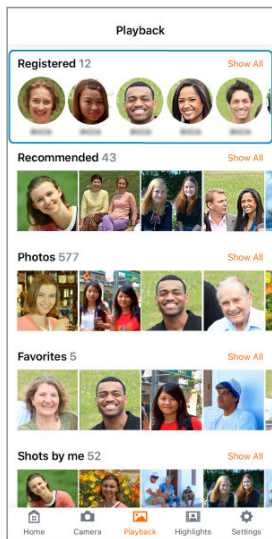 Playback
Registered 12 Show All
Recommended 43 Show All
Photos 577 Show All
Favorites 5 Show All
Shots by me 52 Show All
Home Camera Playback Highlights Settings